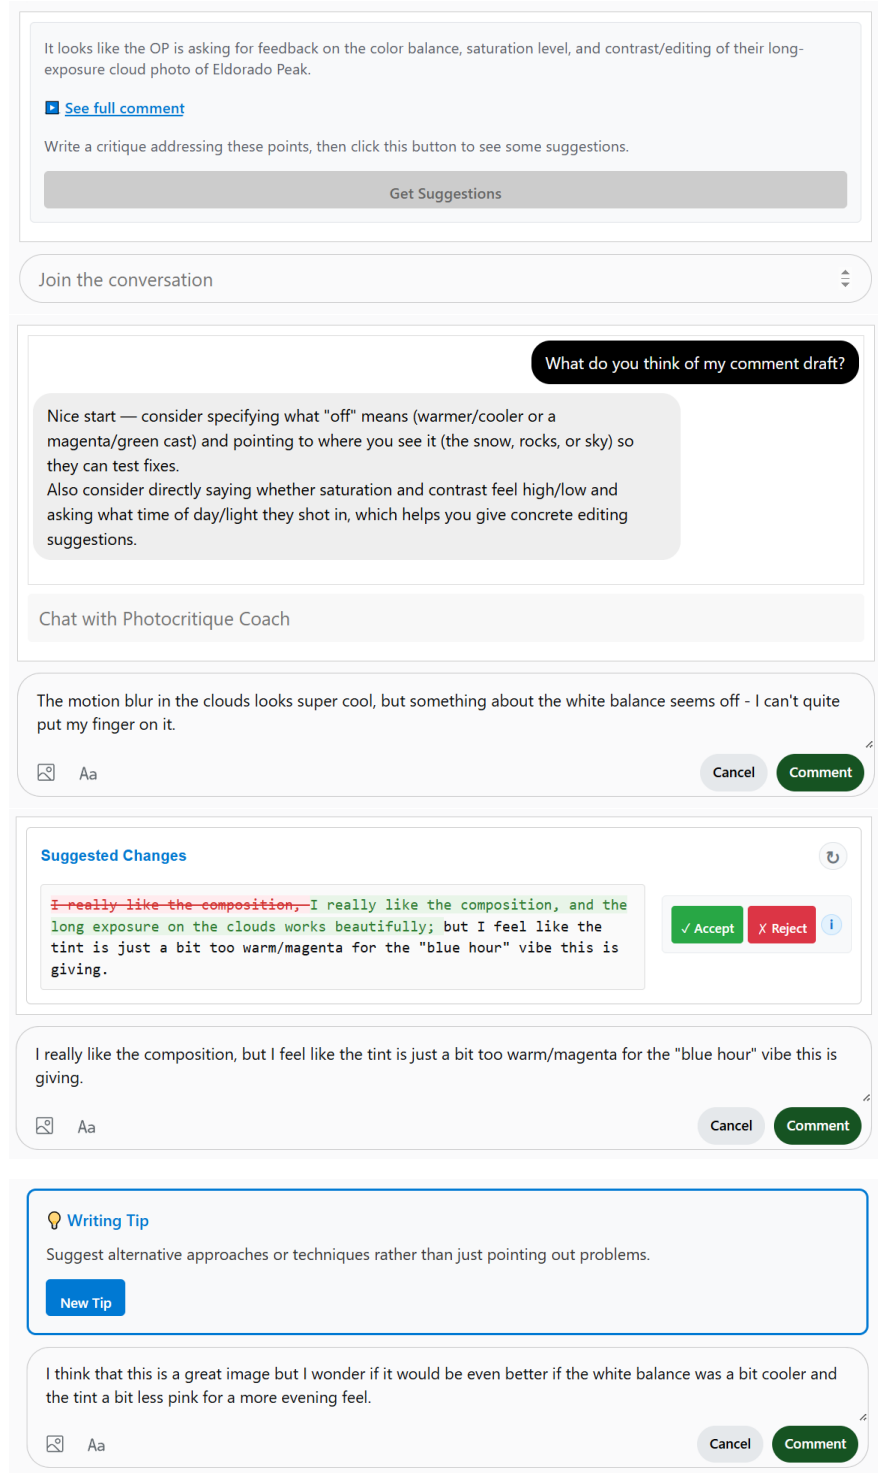 It looks like the OP is asking for feedback on the color balance, saturation level, and contrast/editing of their long-
exposure cloud photo of Eldorado Peak.
See full comment
Write a critique addressing these points, then click this button to see some suggestions.
Get Suggestions
Join the conversation
What do you think of my comment draft?
Nice start — consider specifying what "off" means (warmer/cooler or a
magenta/green cast) and pointing to where you see it (the snow, rocks, or sky) so
they can test fixes.
Also consider directly saying whether saturation and contrast feel high/low and
asking what time of day/light they shot in, which helps you give concrete editing
suggestions.
Chat with Photocritique Coach
The motion blur in the clouds looks super cool, but something about the white balance seems off - I can't quite
put my finger on it.
Aa
Cancel
Comment
Suggested Changes
I really like the composition, I really like the composition, and the
long exposure on the clouds works beautifully; but I feel like the
tint is just a bit too warm/magenta for the "blue hour" vibe this is
giving.
✓ Accept
✗ Reject
i
I really like the composition, but I feel like the tint is just a bit too warm/magenta for the "blue hour" vibe this is
giving.
Aa
Cancel
Comment
Writing Tip
Suggest alternative approaches or techniques rather than just pointing out problems.
New Tip
I think that this is a great image but I wonder if it would be even better if the white balance was a bit cooler and
the tint a bit less pink for a more evening feel.
Aa
Cancel
Comment